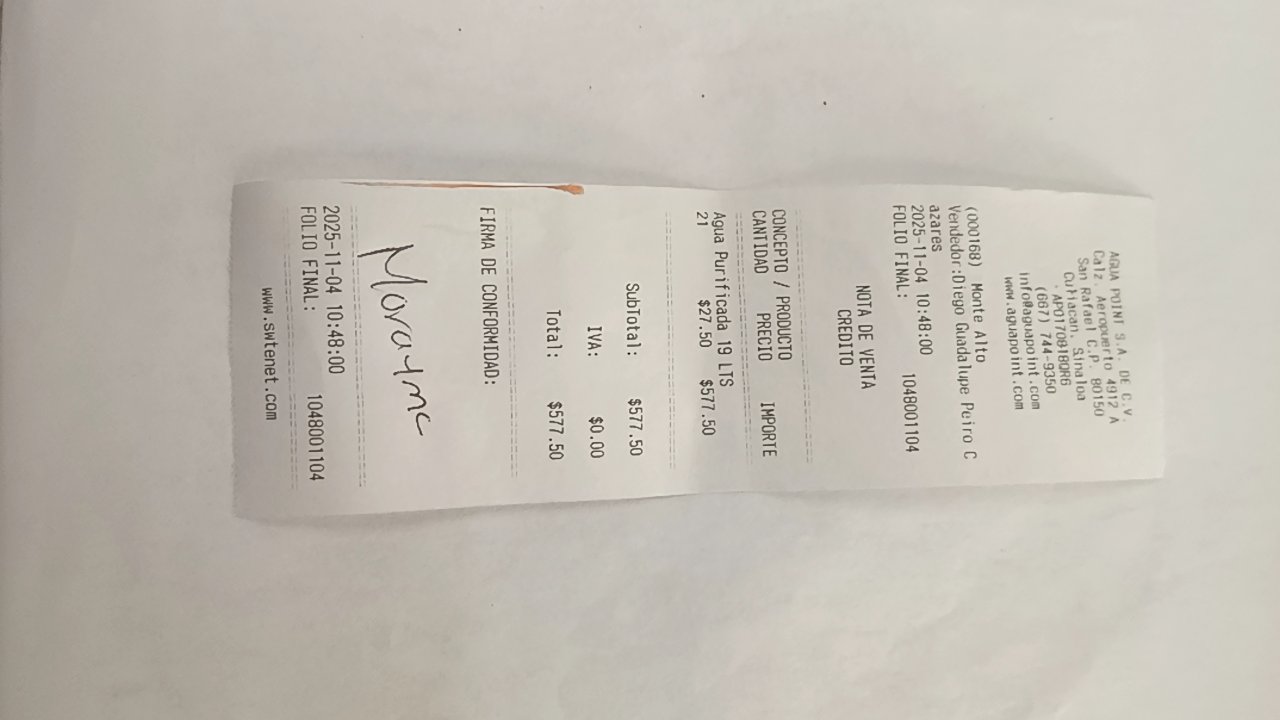 AGUA POINT S.A. DE C.V.
Calz. Aeropuerto 4912 A
San Rafael C.P. 80150
Culiacan, Sinaloa
APO170818QR6
(667) 744-9350
info@aguapoint.com
www.aguapoint.com
(000168) Monte Alto
Vendedor:Diego Guadalupe Peiro C
azares
2025-11-04 10:48:00
FOLIO FINAL: 1048001104
NOTA DE VENTA
CREDITO
CONCEPTO / PRODUCTO
CANTIDAD PRECIO IMPORTE
Agua Purificada 19 LTS
21 $27.50 $577.50
SubTotal: $577.50
IVA: $0.00
Total: $577.50
FIRMA DE CONFORMIDAD:
2025-11-04 10:48:00
FOLIO FINAL: 1048001104
www.swtenet.com